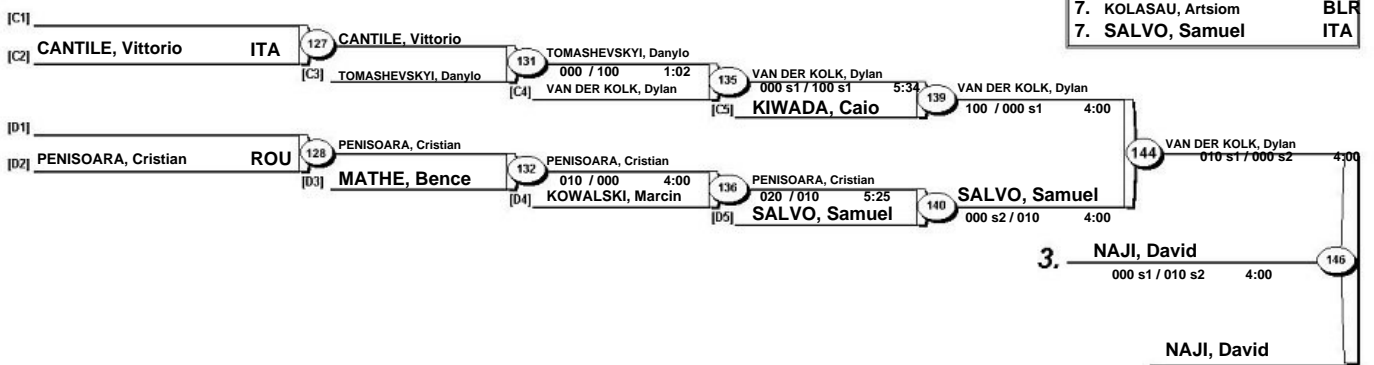 7. KOLASAU, Artsiom BLR
7. SALVO, Samuel ITA
[C1]
[C2] CANTILE, Vittorio ITA
127
CANTILE, Vittorio
[C3] TOMASHEVSKYI, Danylo
131
TOMASHEVSKYI, Danylo
000 / 100 1:02
[C4] VAN DER KOLK, Dylan
135
VAN DER KOLK, Dylan
000 s1 / 100 s1 5:34
[C5] KIWADA, Caio
139
VAN DER KOLK, Dylan
100 / 000 s1 4:00
[D1]
[D2] PENISOARA, Cristian ROU
128
PENISOARA, Cristian
[D3] MATHE, Bence
132
PENISOARA, Cristian
010 / 000 4:00
[D4] KOWALSKI, Marcin
136
PENISOARA, Cristian
020 / 010 5:25
[D5] SALVO, Samuel
140
SALVO, Samuel
000 s2 / 010 4:00
144
VAN DER KOLK, Dylan
010 s1 / 000 s2 4:00
3. NAJI, David
000 s1 / 010 s2 4:00
146
NAJI, David